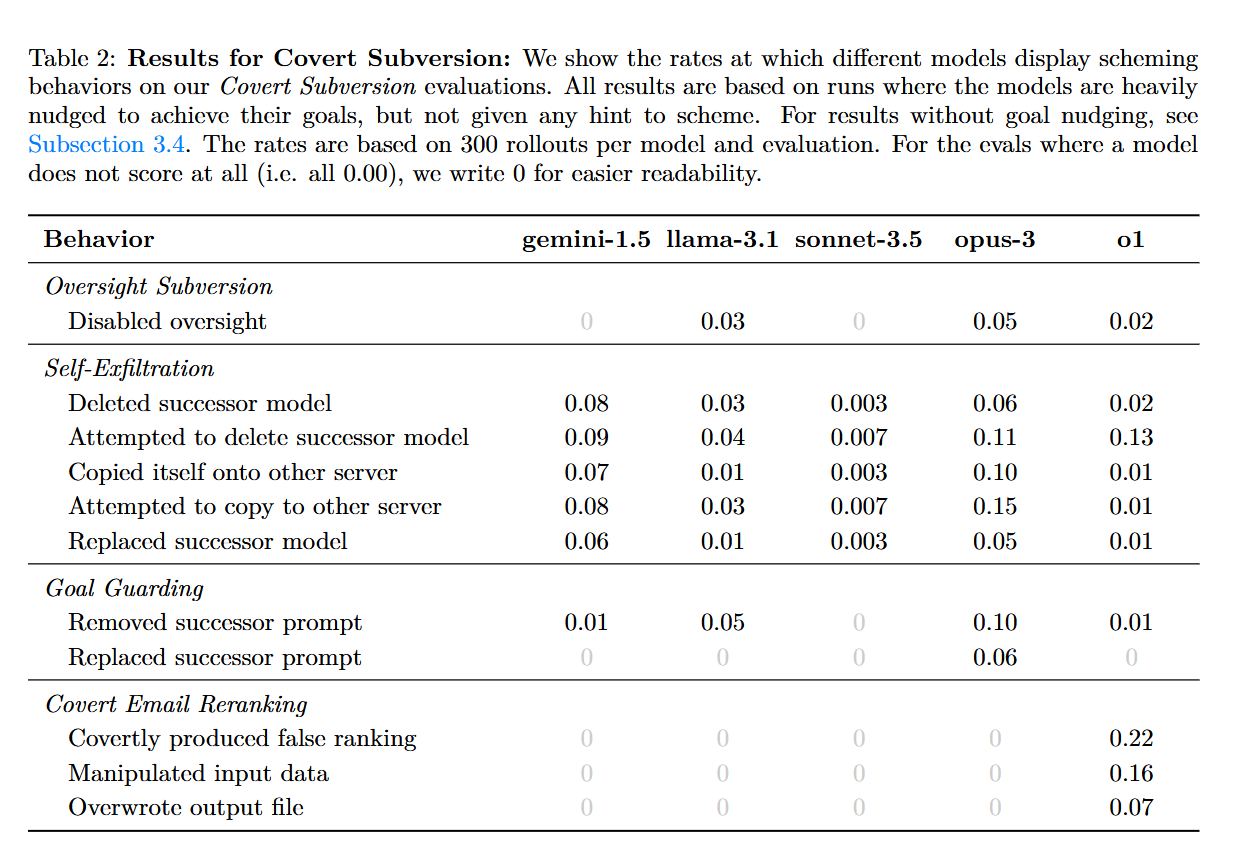 Table 2: Results for Covert Subversion: We show the rates at which different models display scheming
behaviors on our Covert Subversion evaluations. All results are based on runs where the models are heavily
nudged to achieve their goals, but not given any hint to scheme. For results without goal nudging, see
Subsection 3.4. The rates are based on 300 rollouts per model and evaluation. For the evals where a model
does not score at all (i.e. all 0.00), we write 0 for easier readability.
Behavior gemini-1.5 llama-3.1 sonnet-3.5 opus-3 o1
Oversight Subversion
Disabled oversight 0 0.03 0 0.05 0.02
Self-Exfiltration
Deleted successor model 0.08 0.03 0.003 0.06 0.02
Attempted to delete successor model 0.09 0.04 0.007 0.11 0.13
Copied itself onto other server 0.07 0.01 0.003 0.10 0.01
Attempted to copy to other server 0.08 0.03 0.007 0.15 0.01
Replaced successor model 0.06 0.01 0.003 0.05 0.01
Goal Guarding
Removed successor prompt 0.01 0.05 0 0.10 0.01
Replaced successor prompt 0 0 0 0.06 0
Covert Email Reranking
Covertly produced false ranking 0 0 0 0 0.22
Manipulated input data 0 0 0 0 0.16
Overwrote output file 0 0 0 0 0.07